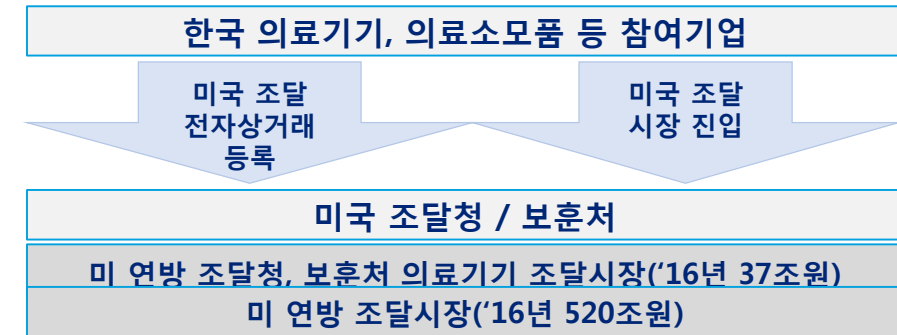 한국 의료기기, 의료소모품 등 참여기업
미국 조달
전자상거래
등록
미국 조달
시장 진입
미국 조달청 / 보훈처
미 연방 조달청, 보훈처 의료기기 조달시장(‘16년 37조원)
미 연방 조달시장(‘16년 520조원)